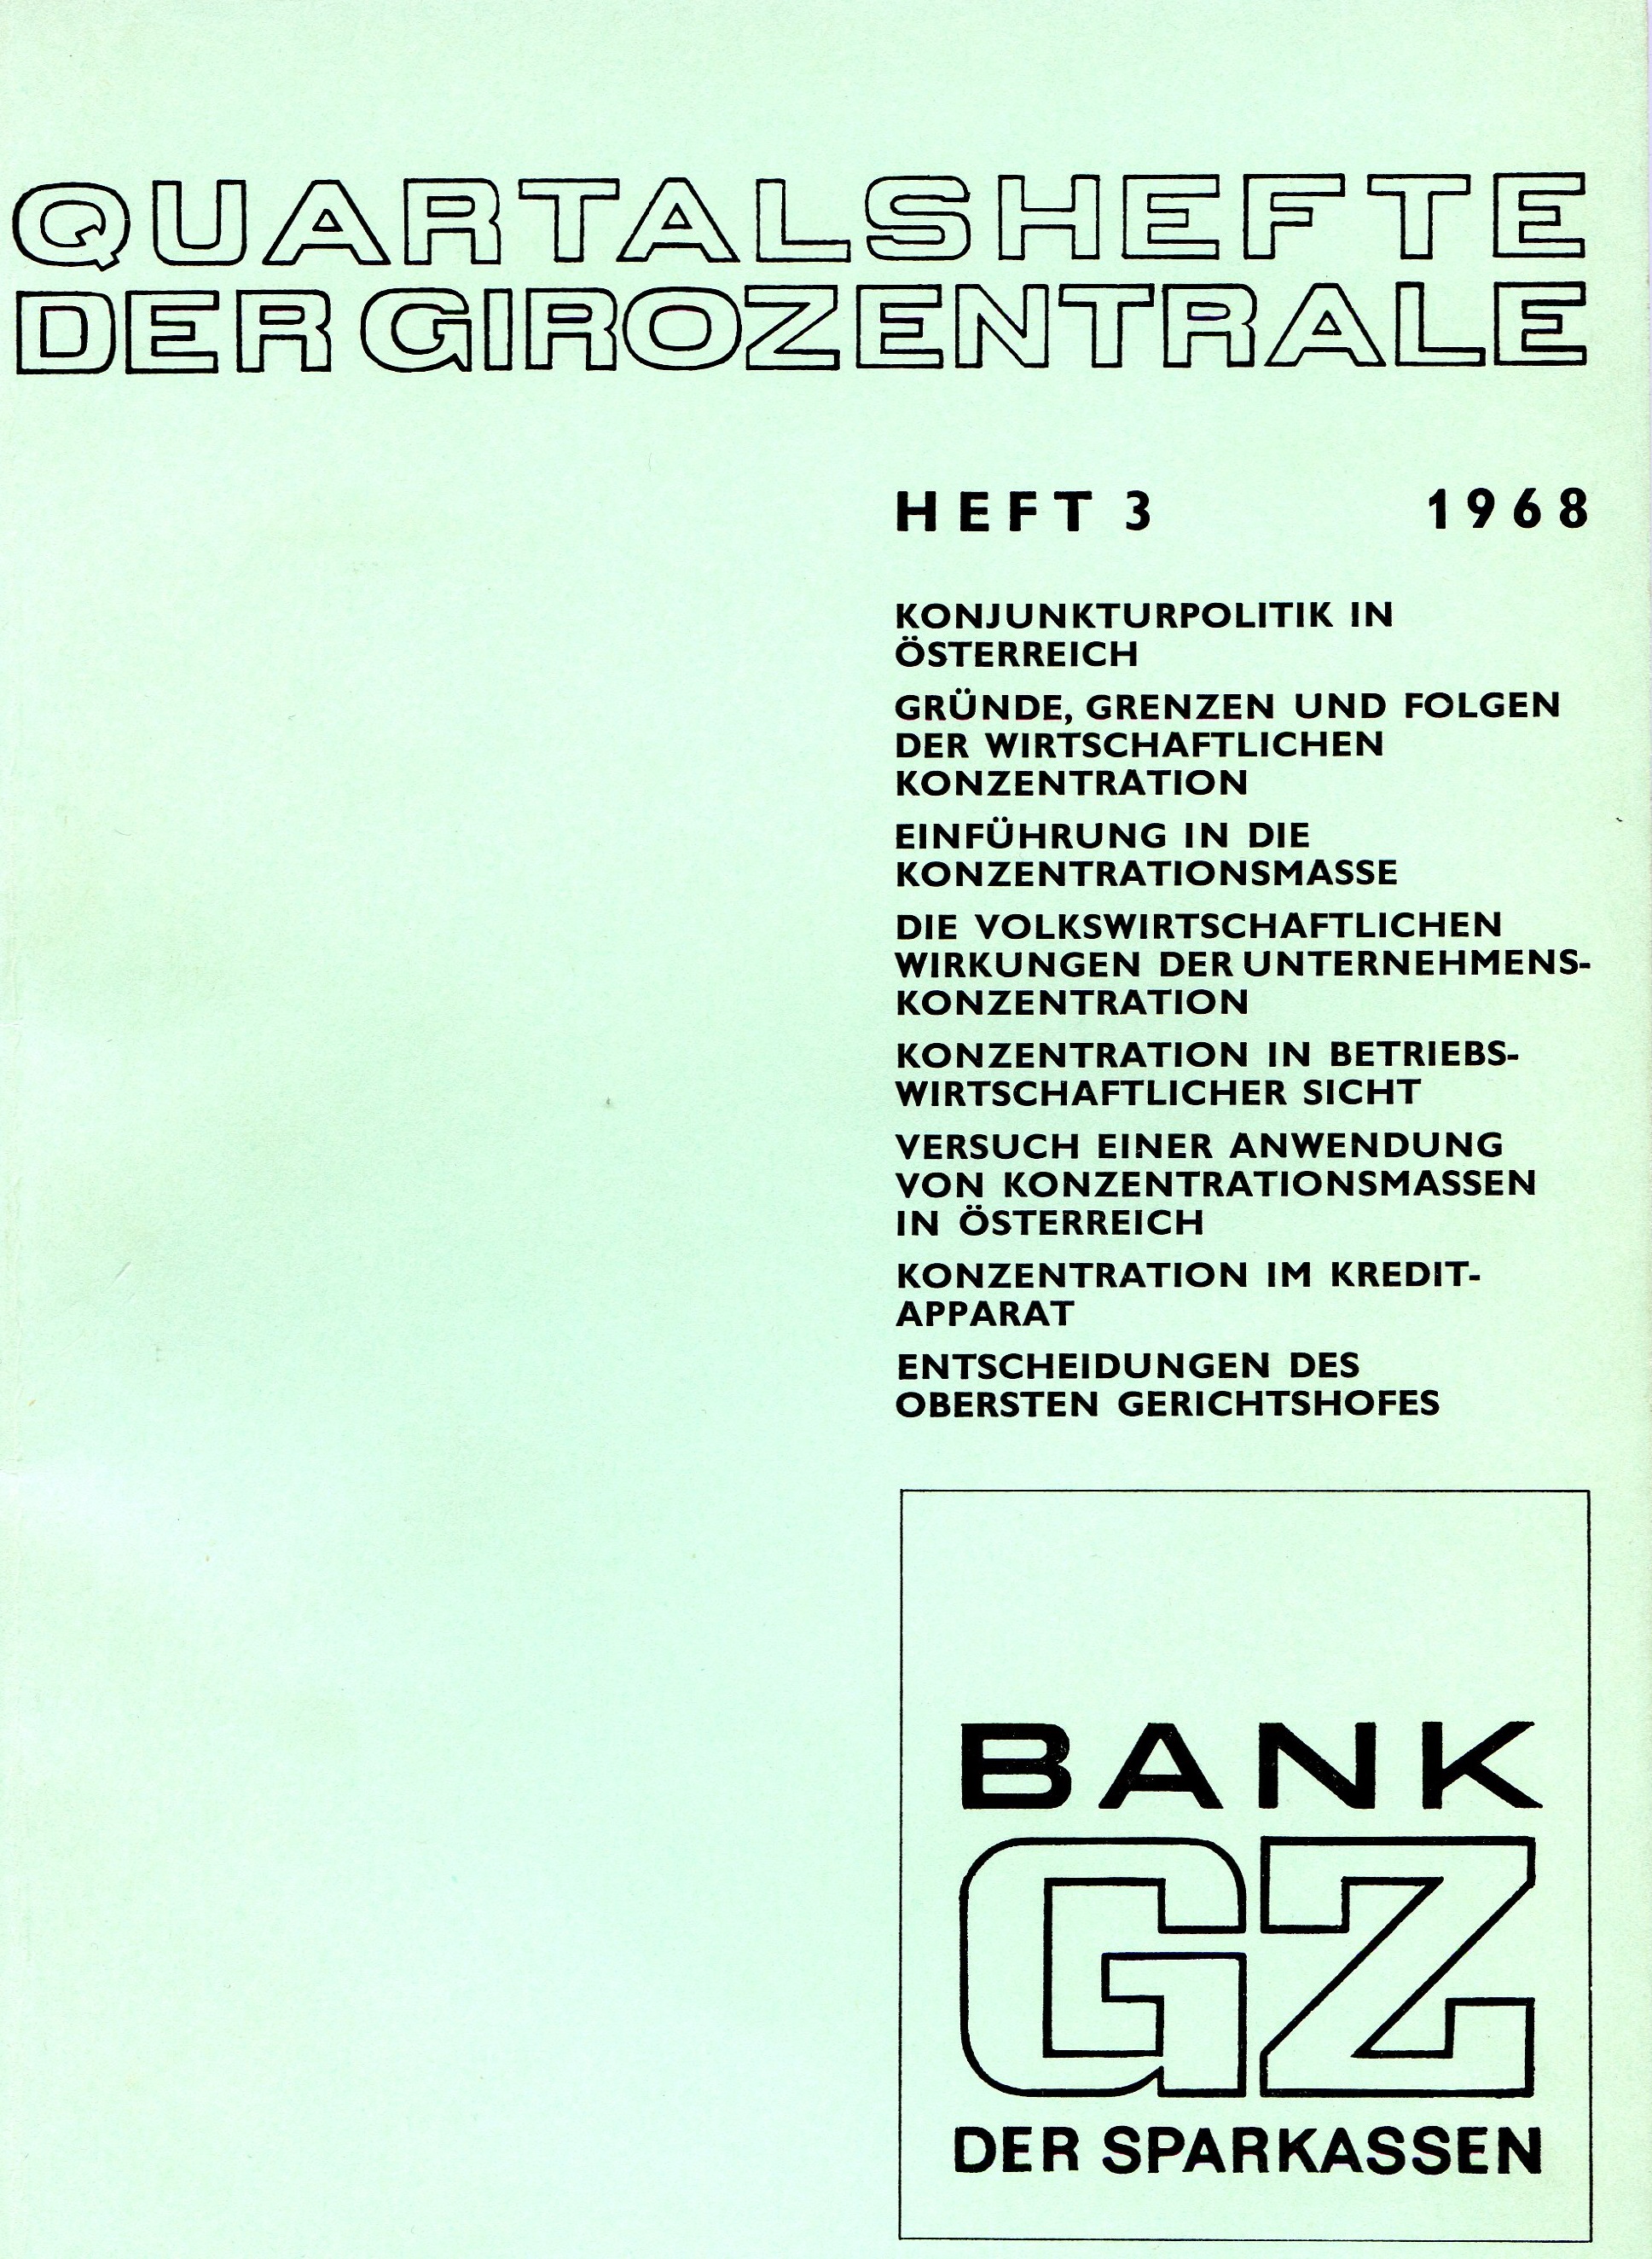 QUARTALSHEFTE
DER GIROZENTRALE
HEFT 3 1968
KONJUNKTURPOLITIK IN
ÖSTERREICH
GRÜNDE, GRENZEN UND FOLGEN
DER WIRTSCHAFTLICHEN
KONZENTRATION
EINFÜHRUNG IN DIE
KONZENTRATIONSMASSE
DIE VOLKSWIRTSCHAFTLICHEN
WIRKUNGEN DER UNTERNEHMENS-
KONZENTRATION
KONZENTRATION IN BETRIEBS-
WIRTSCHAFTLICHER SICHT
VERSUCH EINER ANWENDUNG
VON KONZENTRATIONSMASSEN
IN ÖSTERREICH
KONZENTRATION IM KREDIT-
APPARAT
ENTSCHEIDUNGEN DES
OBERSTEN GERICHTSHOFES
BANK
GZ
DER SPARKASSEN